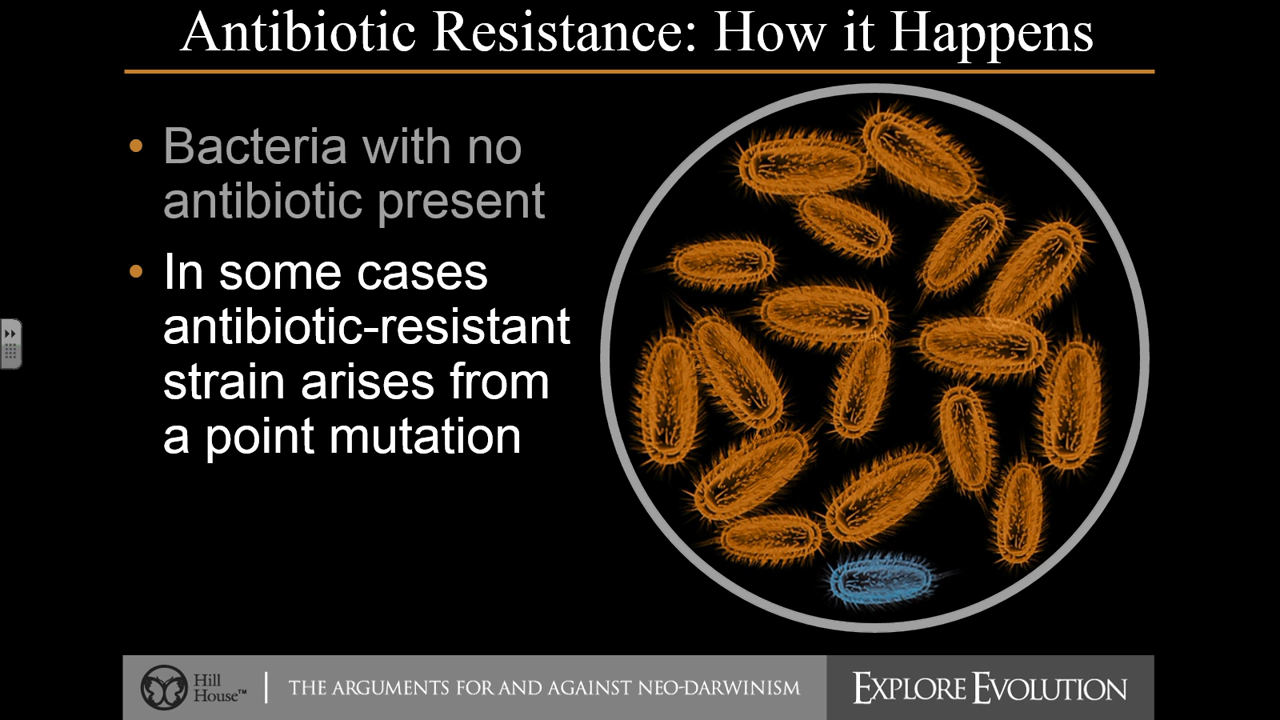 Antibiotic Resistance: How it Happens
• Bacteria with no
antibiotic present
• In some cases
antibiotic-resistant
strain arises from
a point mutation
Hill
House™
THE ARGUMENTS FOR AND AGAINST NEO-DARWINISM
EXPLORE EVOLUTION